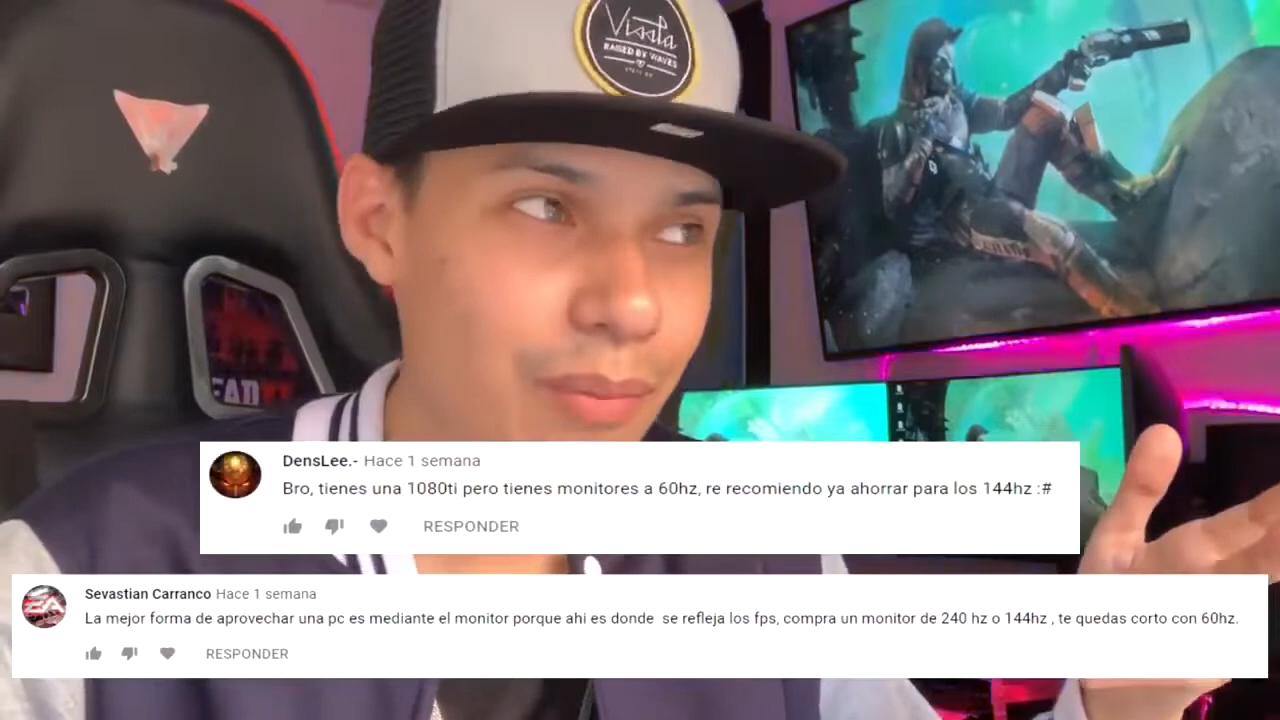 Vissla
RAISED BY WAVES
EAD
DensLee.- Hace 1 semana
Bro, tienes una 1080ti pero tienes monitores a 60hz, re recomiendo ya ahorrar para los 144hz :#
RESPONDER
EA
Sevastian Carranco Hace 1 semana
La mejor forma de aprovechar una pc es mediante el monitor porque ahi es donde se refleja los fps, compra un monitor de 240 hz o 144hz , te quedas corto con 60hz.
RESPONDER